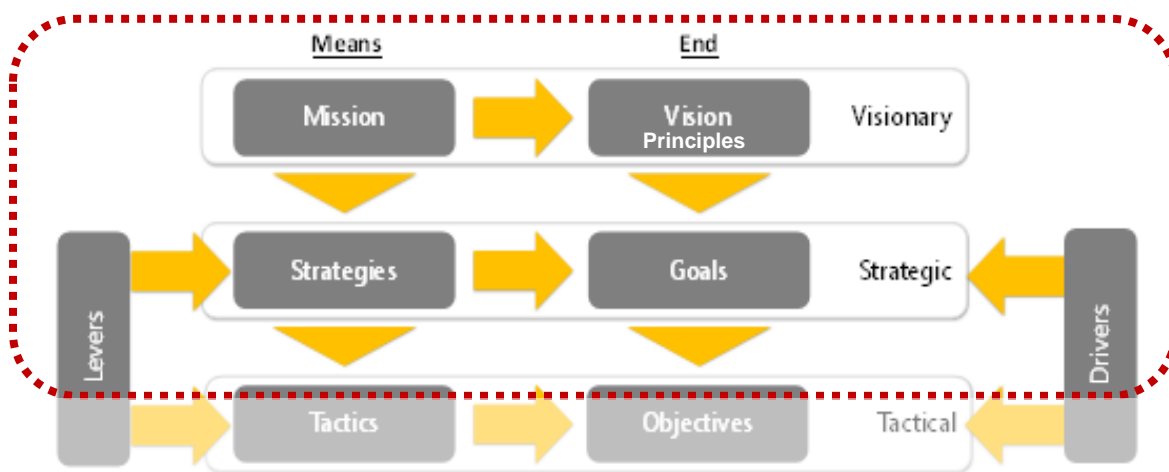 Means
End
Mission
Vision
Principles
Visionary
Strategies
Goals
Strategic
Levers
Drivers
Tactics
Objectives
Tactical